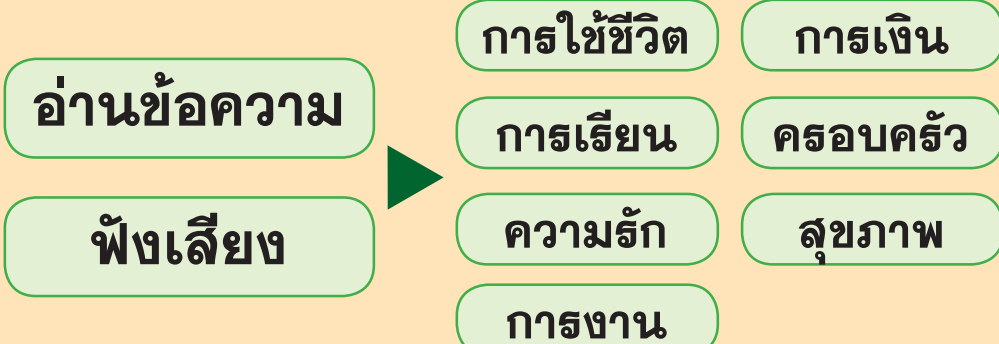 อ่านข้อความ
ฟังเสียง
การใช้ชีวิต
การเงิน
การเรียน
ครอบครัว
ความรัก
สุขภาพ
การงาน